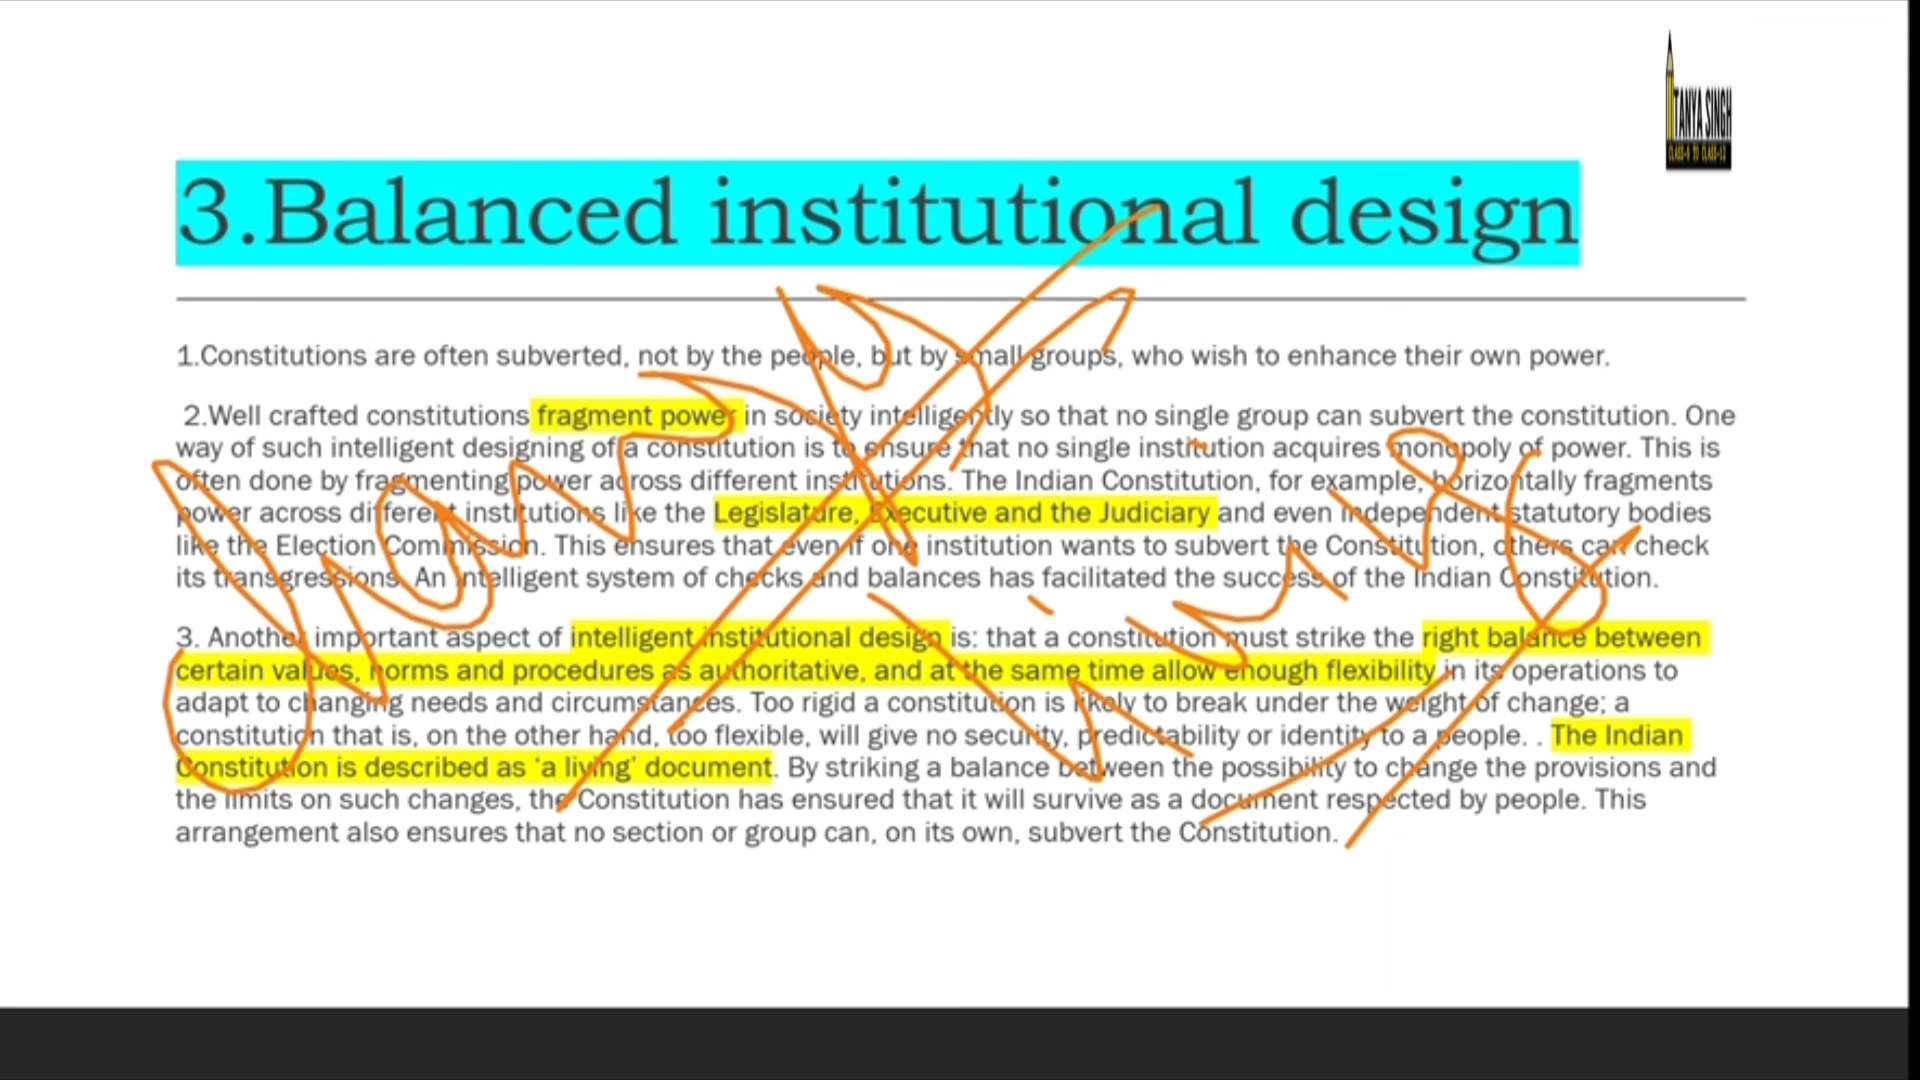 TANYA SINGH
CLASS-6 TO CLASS-12
3.Balanced institutional design
1.Constitutions are often subverted, not by the people, but by small groups, who wish to enhance their own power.
2.Well crafted constitutions fragment power in society intelligently so that no single group can subvert the constitution. One
way of such intelligent designing of a constitution is to ensure that no single institution acquires monopoly of power. This is
often done by fragmenting power across different institutions. The Indian Constitution, for example, horizontally fragments
power across different institutions like the Legislature, Executive and the Judiciary and even independent statutory bodies
like the Election Commission. This ensures that even if one institution wants to subvert the Constitution, others can check
its transgressions. An intelligent system of checks and balances has facilitated the success of the Indian Constitution.
3. Another important aspect of intelligent institutional design is: that a constitution must strike the right balance between
certain values, norms and procedures as authoritative, and at the same time allow enough flexibility in its operations to
adapt to changing needs and circumstances. Too rigid a constitution is likely to break under the weight of change; a
constitution that is, on the other hand, too flexible, will give no security, predictability or identity to a people. . The Indian
Constitution is described as ‘a living’ document. By striking a balance between the possibility to change the provisions and
the limits on such changes, the Constitution has ensured that it will survive as a document respected by people. This
arrangement also ensures that no section or group can, on its own, subvert the Constitution.